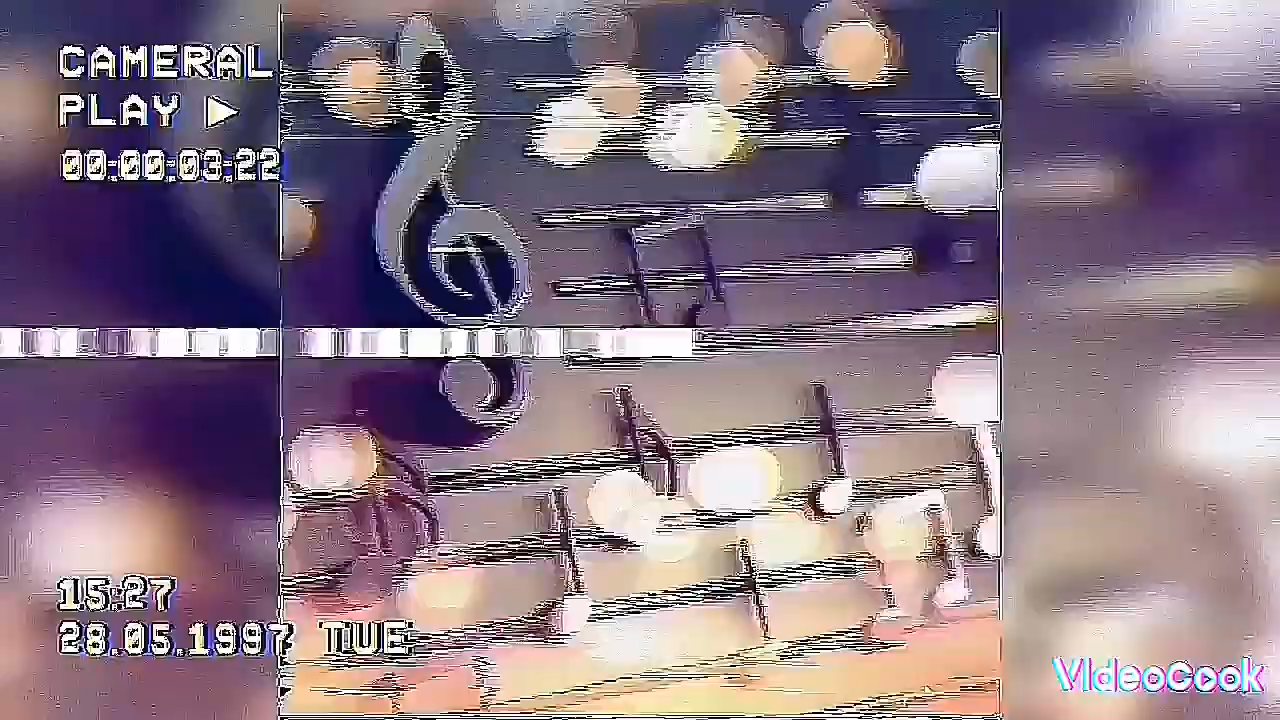 CAMERAL
PLAY ▶
00:00:03:22
15:27
28.05.1997 TUE
VideoCook